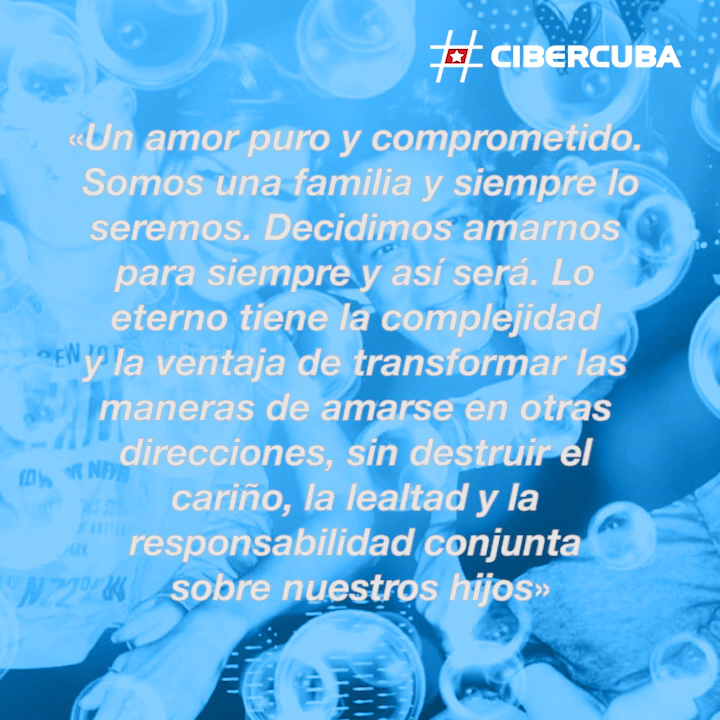 # CIBERCUBA
«Un amor puro y comprometido.
Somos una familia y siempre lo
seremos. Decidimos amarnos
para siempre y así será. Lo
eterno tiene la complejidad
y la ventaja de transformar las
maneras de amarse en otras
direcciones, sin destruir el
cariño, la lealtad y la
responsabilidad conjunta
sobre nuestros hijos»